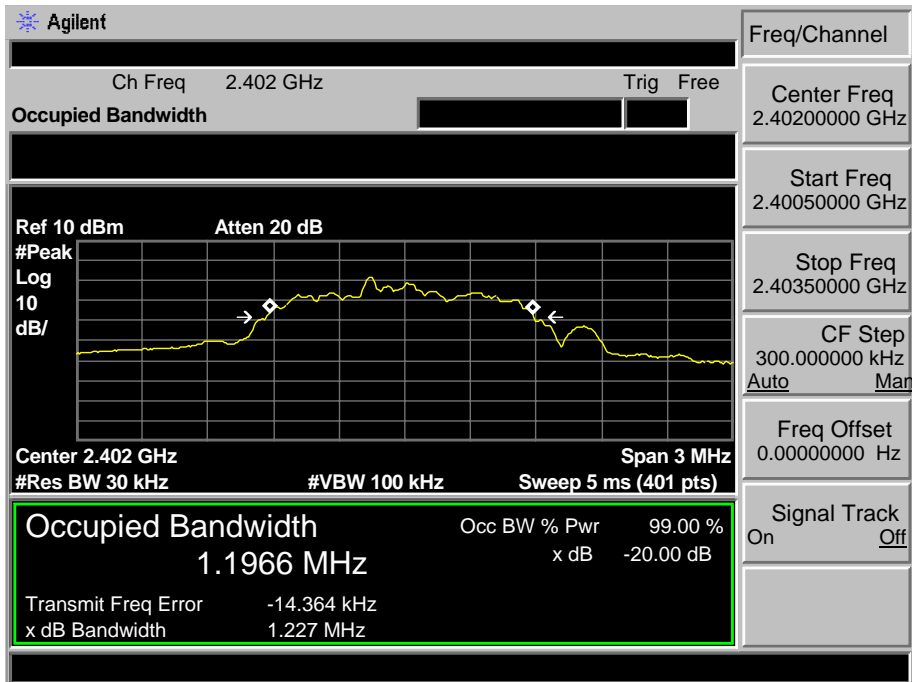 Agilent
Freq/Channel
Ch Freq 2.402 GHz Trig Free
Occupied Bandwidth
Center Freq
2.40200000 GHz
Start Freq
2.40050000 GHz
Stop Freq
2.40350000 GHz
CF Step
300.000000 kHz
Auto Man
Freq Offset
0.00000000 Hz
Signal Track
On Off
Ref 10 dBm Atten 20 dB
#Peak
Log
10
dB/
Center 2.402 GHz Span 3 MHz
#Res BW 30 kHz #VBW 100 kHz Sweep 5 ms (401 pts)
Occupied Bandwidth
1.1966 MHz
Occ BW % Pwr 99.00 %
x dB -20.00 dB
Transmit Freq Error -14.364 kHz
x dB Bandwidth 1.227 MHz